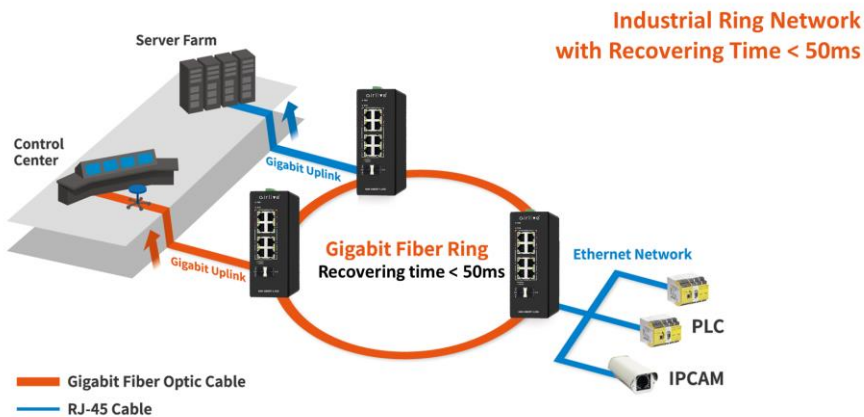 Industrial Ring Network
with Recovering Time < 50ms
Server Farm
Control
Center
Gigabit Uplink
Gigabit Uplink
Gigabit Fiber Ring
Recovering time < 50ms
Ethernet Network
PLC
IPCAM
Gigabit Fiber Optic Cable
RJ-45 Cable